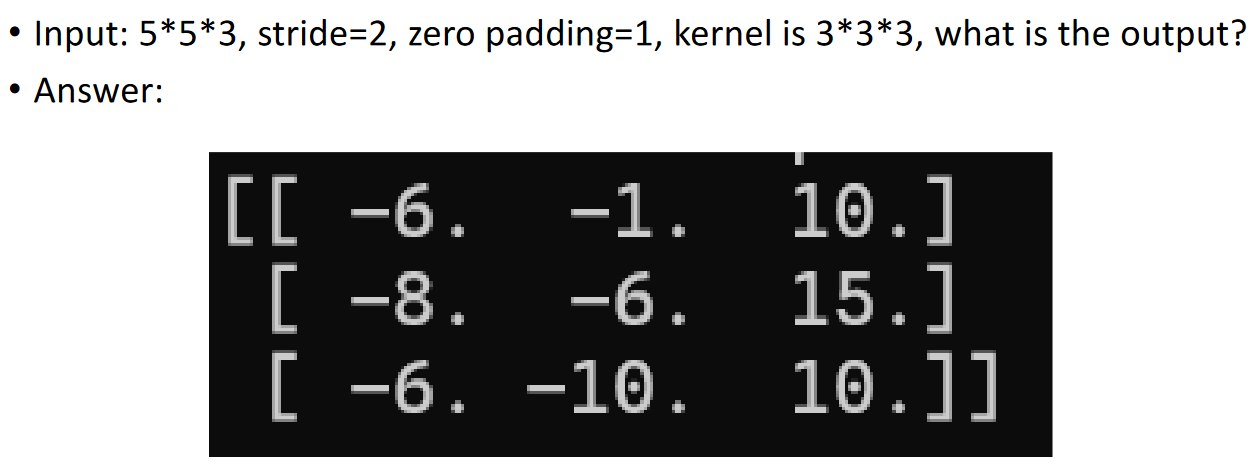 • Input: 5*5*3, stride=2, zero padding=1, kernel is 3*3*3, what is the output?
• Answer:
[[ -6. -1. 10.]
[ -8. -6. 15.]
[ -6. -10. 10.]]